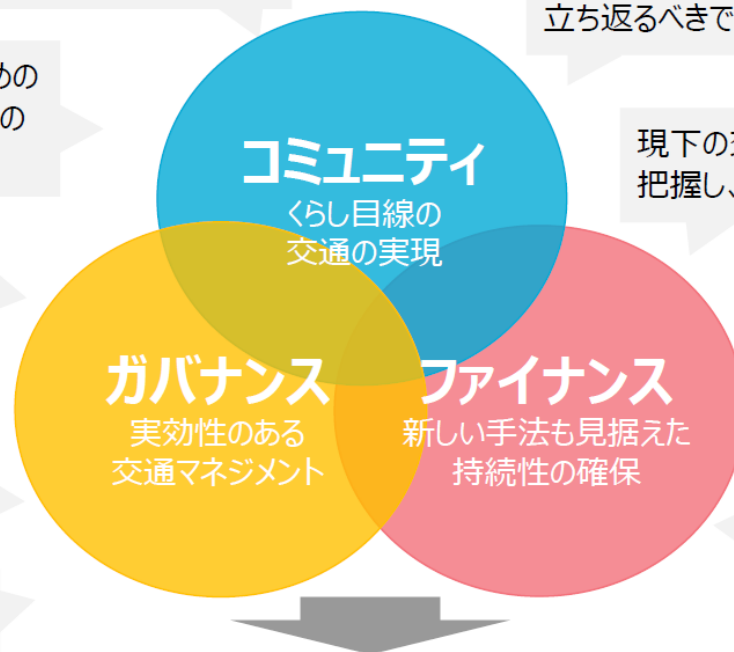 立ち返るべきで
めの
の
現下の
把握し、
コミュニティ
くらし目線の
交通の実現
ガバナンス
実効性のある
交通マネジメント
ファイナンス
新しい手法も見据えた
持続性の確保